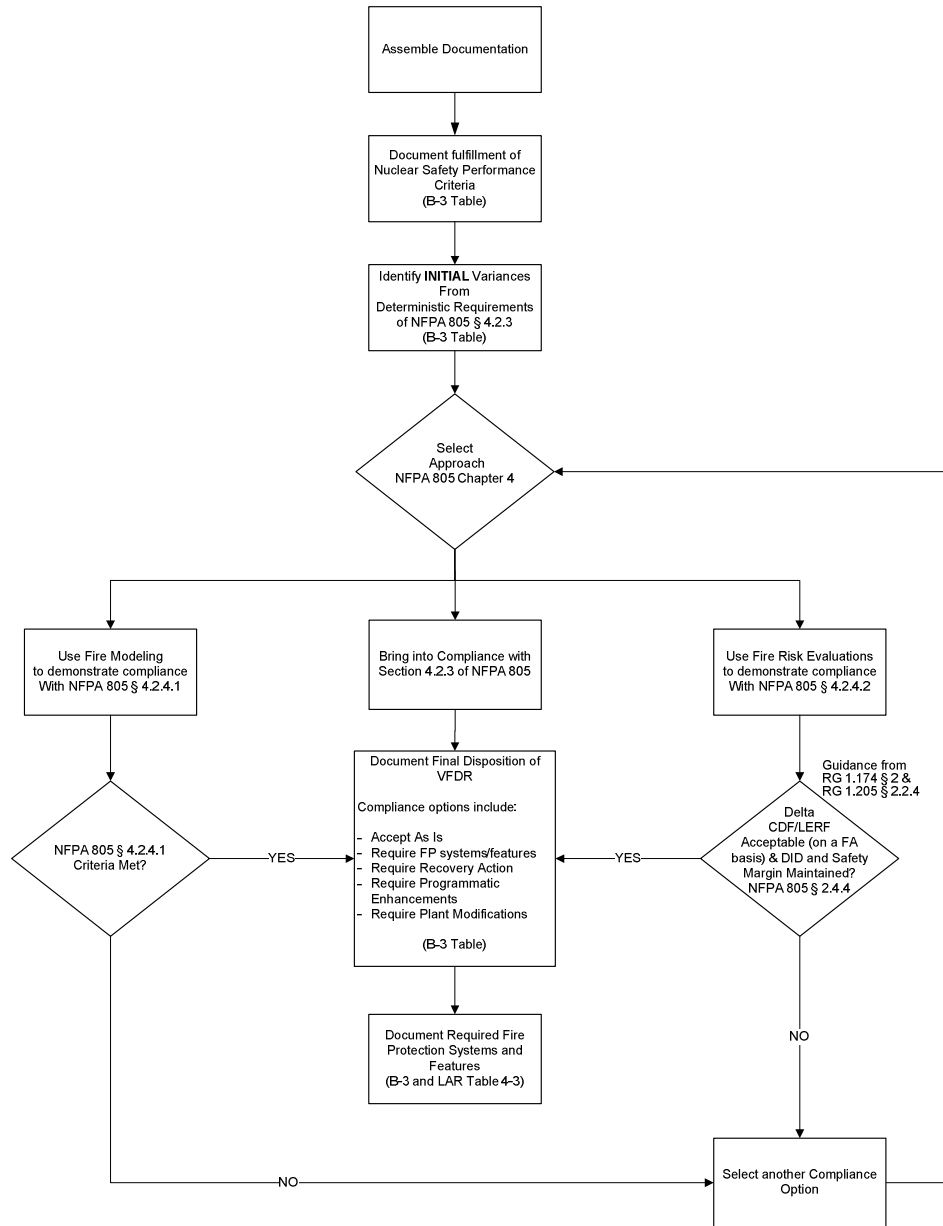 Assemble Documentation
Document fulfillment of
Nuclear Safety Performance
Criteria
(B-3 Table)
Identify INITIAL Variances
From
Deterministic Requirements
of NFPA 805 § 4.2.3
(B-3 Table)
Select
Approach
NFPA 805 Chapter 4
Use Fire Modeling
to demonstrate compliance
With NFPA 805 § 4.2.4.1
Bring into Compliance with
Section 4.2.3 of NFPA 805
Use Fire Risk Evaluations
to demonstrate compliance
With NFPA 805 § 4.2.4.2
NFPA 805 § 4.2.4.1
Criteria Met?
YES
Document Final Disposition of
VFDR
Compliance options include:
- Accept As Is
- Require FP systems/features
- Require Recovery Action
- Require Programmatic
Enhancements
- Require Plant Modifications
(B-3 Table)
YES
Guidance from
RG 1.174 § 2 &
RG 1.205 § 2.2.4
Delta
CDF/LERF
Acceptable (on a FA
basis) & DID and Safety
Margin Maintained?
NFPA 805 § 2.4.4
NO
Document Required Fire
Protection Systems and
Features
(B-3 and LAR Table 4-3)
NO
Select another Compliance
Option